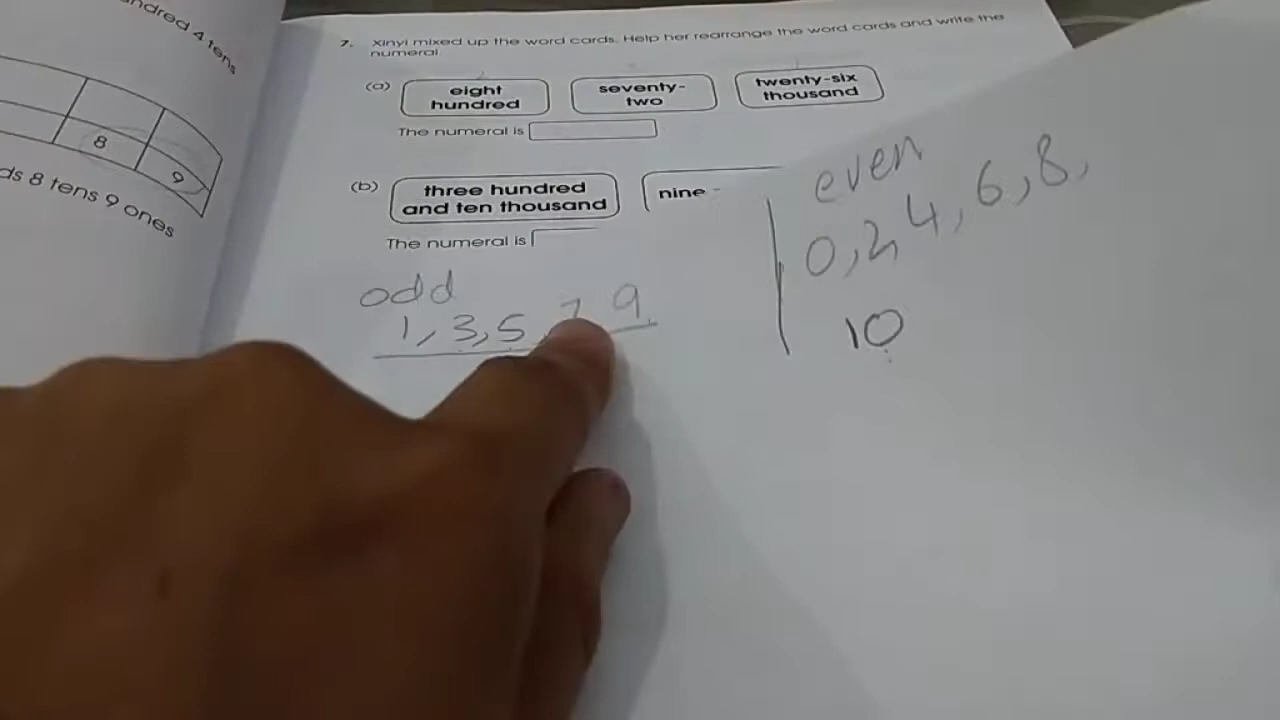 hundred 4 tens
8
9
8 tens 9 ones
7. Xinyi mixed up the word cards. Help her rearrange the word cards and write the
numeral.
(a)
eight
hundred
seventy-
two
twenty-six
thousand
The numeral is
(b)
three hundred
and ten thousand
nine
The numeral is
odd
1, 3, 5, 7 9
even
0, 2, 4, 6, 8,
10